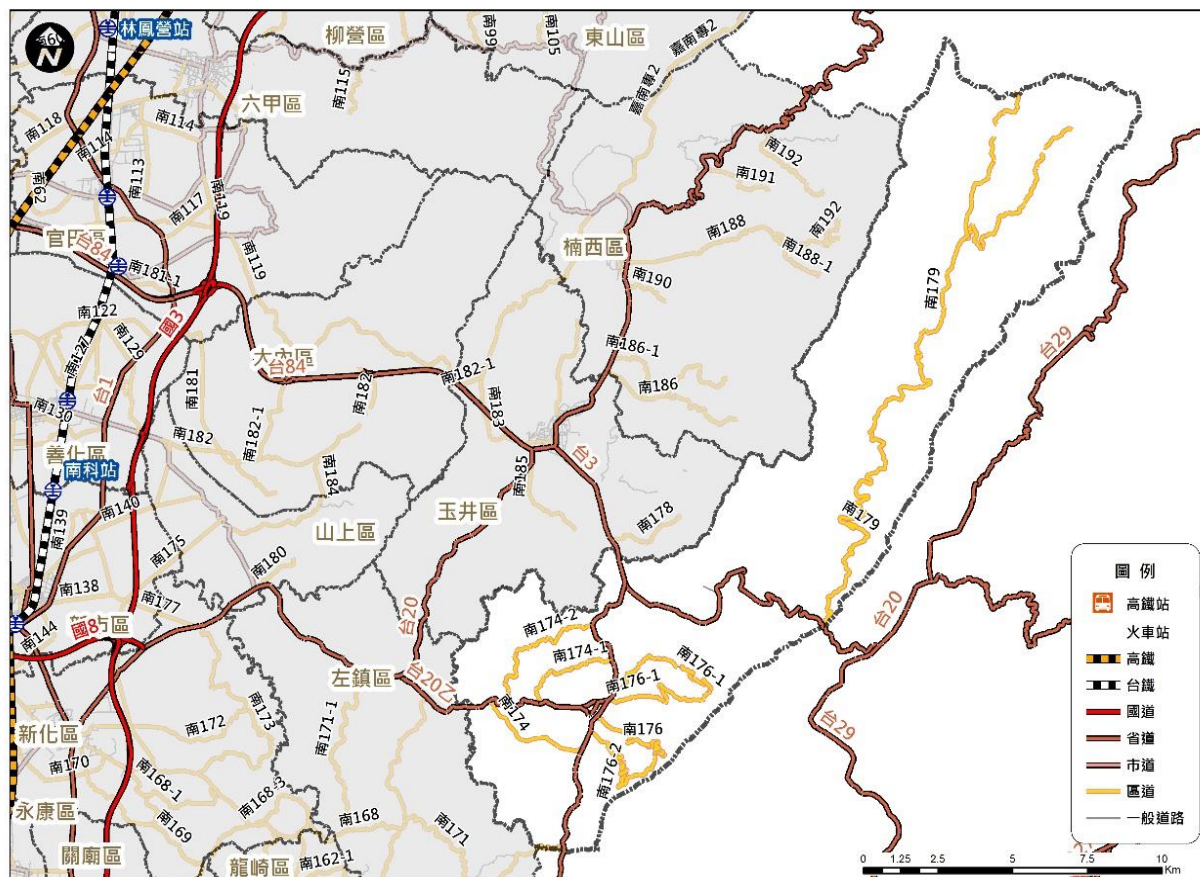 N
林鳳營站
柳營區
南99
南105
東山區
嘉南專2
嘉南專2
南115
六甲區
南118
南114
南114
南62
南113
南117
南119
官田區
台84
南181-1
南119
南192
南191
南188
南192
南188-1
楠西區
南190
南179
南122
國3
南127
南129
台1
大內區
台84
南182
南182-1
南186-1
南186
台29
南181
南130
善化區
南科站
南182
南182-1
南183
台3
南184
南185
南140
南139
山上區
玉井區
南178
南179
南175
南180
南138
南177
南144
國8
台20
南174-2
南174-1
南176-1
南176-1
台20
左鎮區
台20乙
南174
南176
南176-2
台29
南171-1
南173
南172
新化區
南170
南168-1
南168-3
永康區
南169
南168
南171
關廟區
龍崎區
南162-1
圖 例
高鐵站
火車站
高鐵
台鐵
國道
省道
市道
區道
一般道路
0 1.25 2.5 5 7.5 10
Km